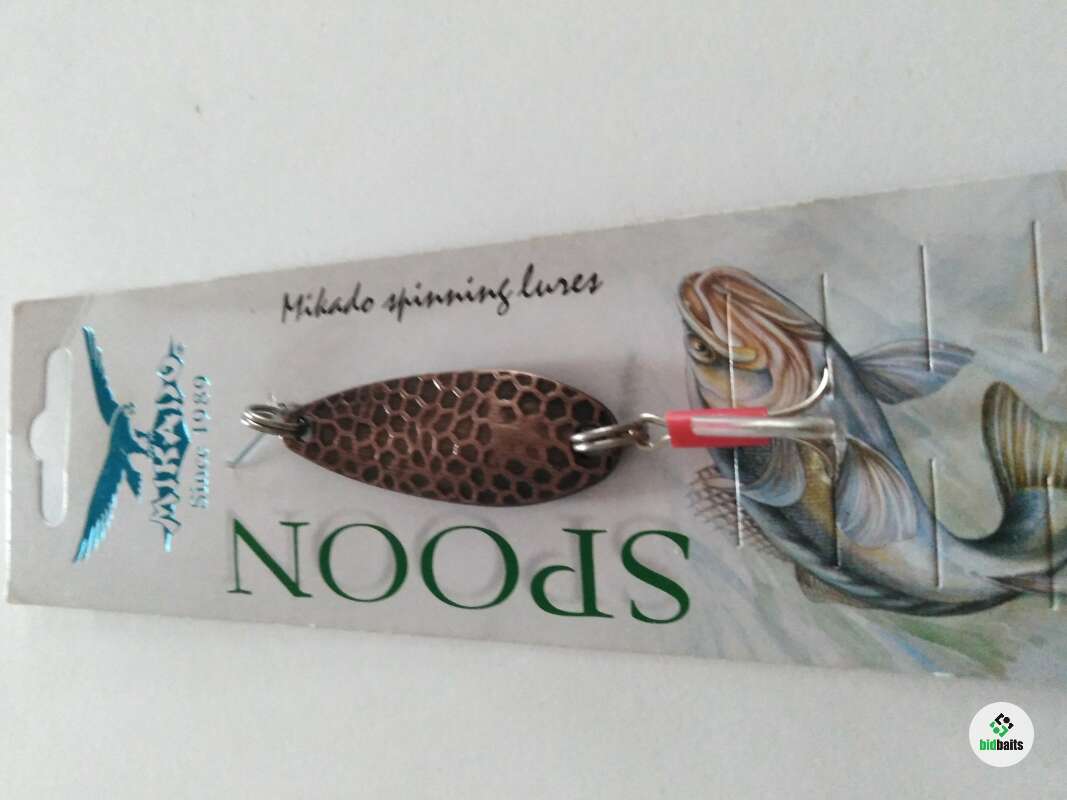 MIKADO
Since 1989
Mikado spinning lures
SPOON
bidbaits